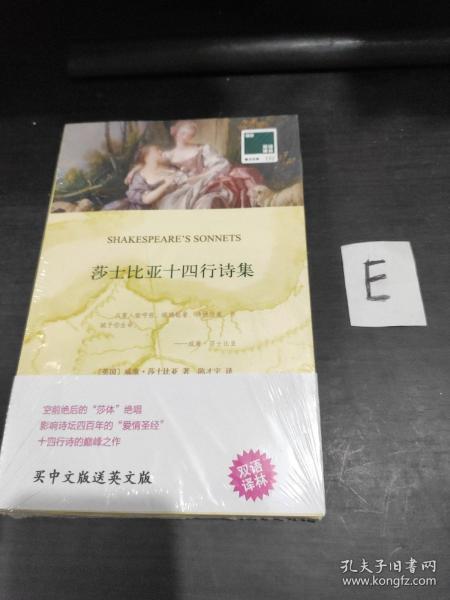 SHAKESPEARE'S SONNETS
莎士比亚十四行诗集
——威廉·莎士比亚
[英国] 威廉·莎士比亚 著 陈才宇 译
空前绝后的“莎体”绝唱
影响诗坛四百年的“爱情圣经”
十四行诗的巅峰之作
买中文版送英文版
双语
译林
E
孔夫子旧书网
www.kongfz.com